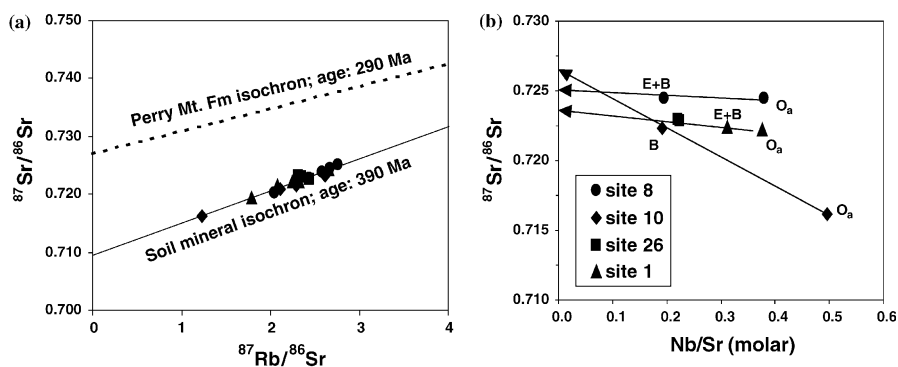 (a)
0.750
0.740
0.730
0.720
0.710
0.700
⁸⁷Sr/⁸⁶Sr
Perry Mt. Fm isochron; age: 290 Ma
Soil mineral isochron; age: 390 Ma
0 1 2 3 4
⁸⁷Rb/⁸⁶Sr
(b)
0.730
0.725
0.720
0.715
0.710
⁸⁷Sr/⁸⁶Sr
E+B
Oₐ
E+B
B
Oₐ
Oₐ
site 8
site 10
site 26
site 1
0.0 0.1 0.2 0.3 0.4 0.5 0.6
Nb/Sr (molar)